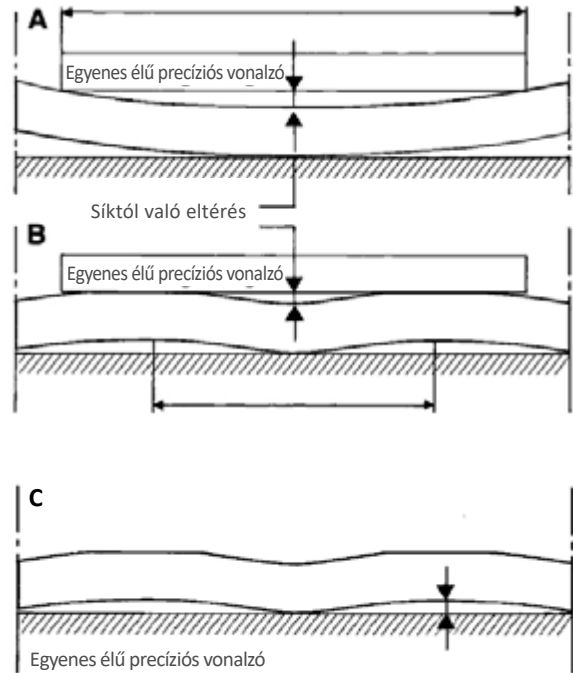 A
Egyenes élű precíziós vonalzó
Síktól való eltérés
B
Egyenes élű precíziós vonalzó
C
Egyenes élű precíziós vonalzó